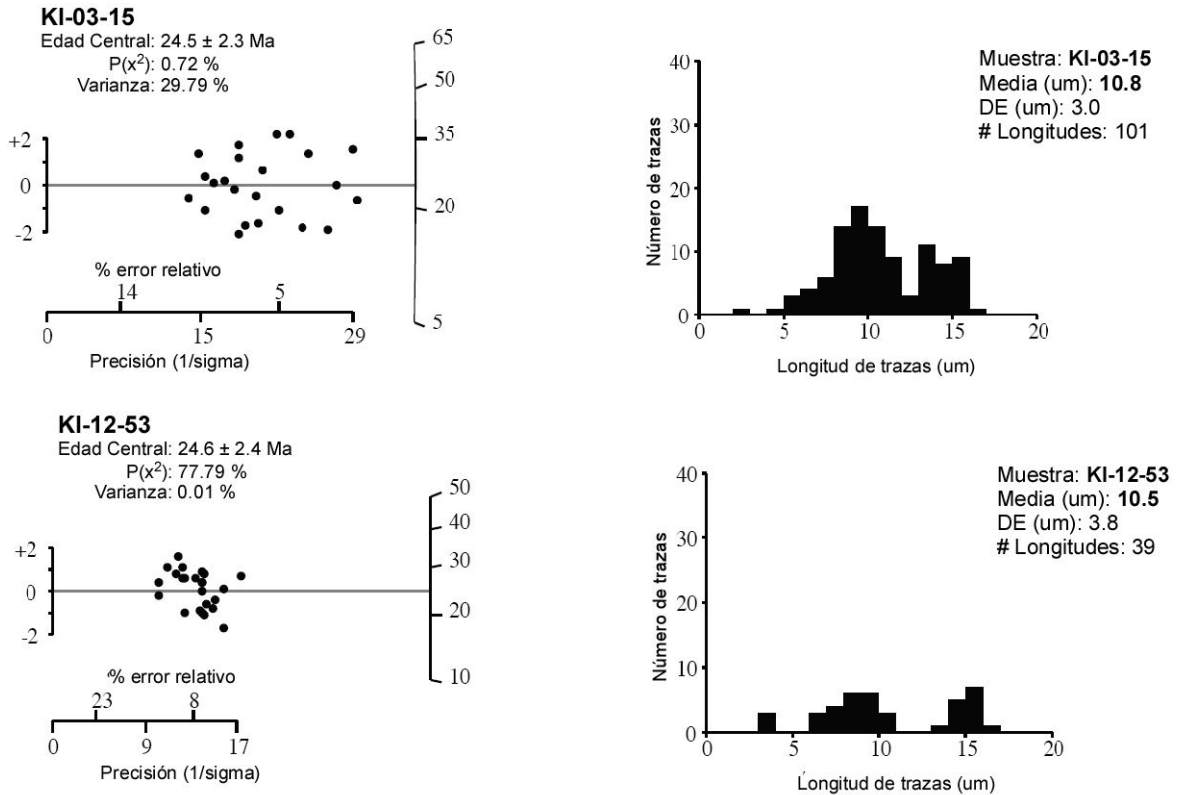 KI-03-15
Edad Central: 24.5 ± 2.3 Ma
P(x²): 0.72 %
Varianza: 29.79 %
65
50
35
20
5
+2
0
-2
% error relativo
14
5
0
15
29
Precisión (1/sigma)
Muestra: KI-03-15
Media (um): 10.8
DE (um): 3.0
# Longitudes: 101
Número de trazas
40
30
20
10
0
0
5
10
15
20
Longitud de trazas (um)
KI-12-53
Edad Central: 24.6 ± 2.4 Ma
P(x²): 77.79 %
Varianza: 0.01 %
50
40
30
20
10
+2
0
-2
% error relativo
23
8
0
9
17
Precisión (1/sigma)
Muestra: KI-12-53
Media (um): 10.5
DE (um): 3.8
# Longitudes: 39
Número de trazas
40
30
20
10
0
0
5
10
15
20
Longitud de trazas (um)